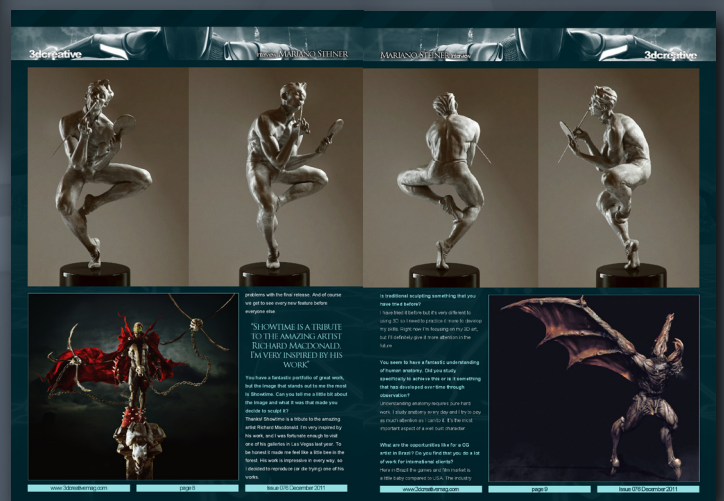 3dcreative
MARIANO STEINER
MARIANO STEINER
3dcreative
problems with the final release. And of course
we get to see every new feature before
everyone else
"SHOWTIME IS A TRIBUTE
TO THE AMAZING ARTIST
RICHARD MACDONALD.
I'M VERY INSPIRED BY HIS
WORK"
You have a fantastic portfolio of great work,
but the image that stands out to me the most
is Showtime. Can you tell me a little bit about
the image and what it was that made you
decide to sculpt it?
Thanks! Showtime is a tribute to the amazing
artist Richard Macdonald. I'm very inspired by
his work, and I was fortunate enough to visit
one of his galleries in Las Vegas last year. To
be honest it made me feel like a little bee in the
forest. His work is impressive in every way, so
I decided to reproduce (or die trying) one of his
works.
www.3dcreativemag.com
page 8
Issue 076 December 2011
Is traditional sculpting something that you
have tried before?
I have tried it before but it's very different to
using 3D so I need to practice it more to develop
my skills. Right now I'm focusing on my 3D art,
but I'll definitely give it more attention in the
future
You seem to have a fantastic understanding
of human anatomy. Did you study
specifically to achieve this or is it something
that has developed over time through
observation?
Understanding anatomy requires pure hard
work. I study anatomy every day and I try to pay
as much attention as I can to it. It's the most
important aspect of a well built character.
What are the opportunities like for a CG
artist in Brazil? Do you find that you do a lot
of work for international clients?
Here in Brazil the games and film market is
a little baby compared to USA. The industry
www.3dcreativemag.com
page 9
Issue 076 December 2011